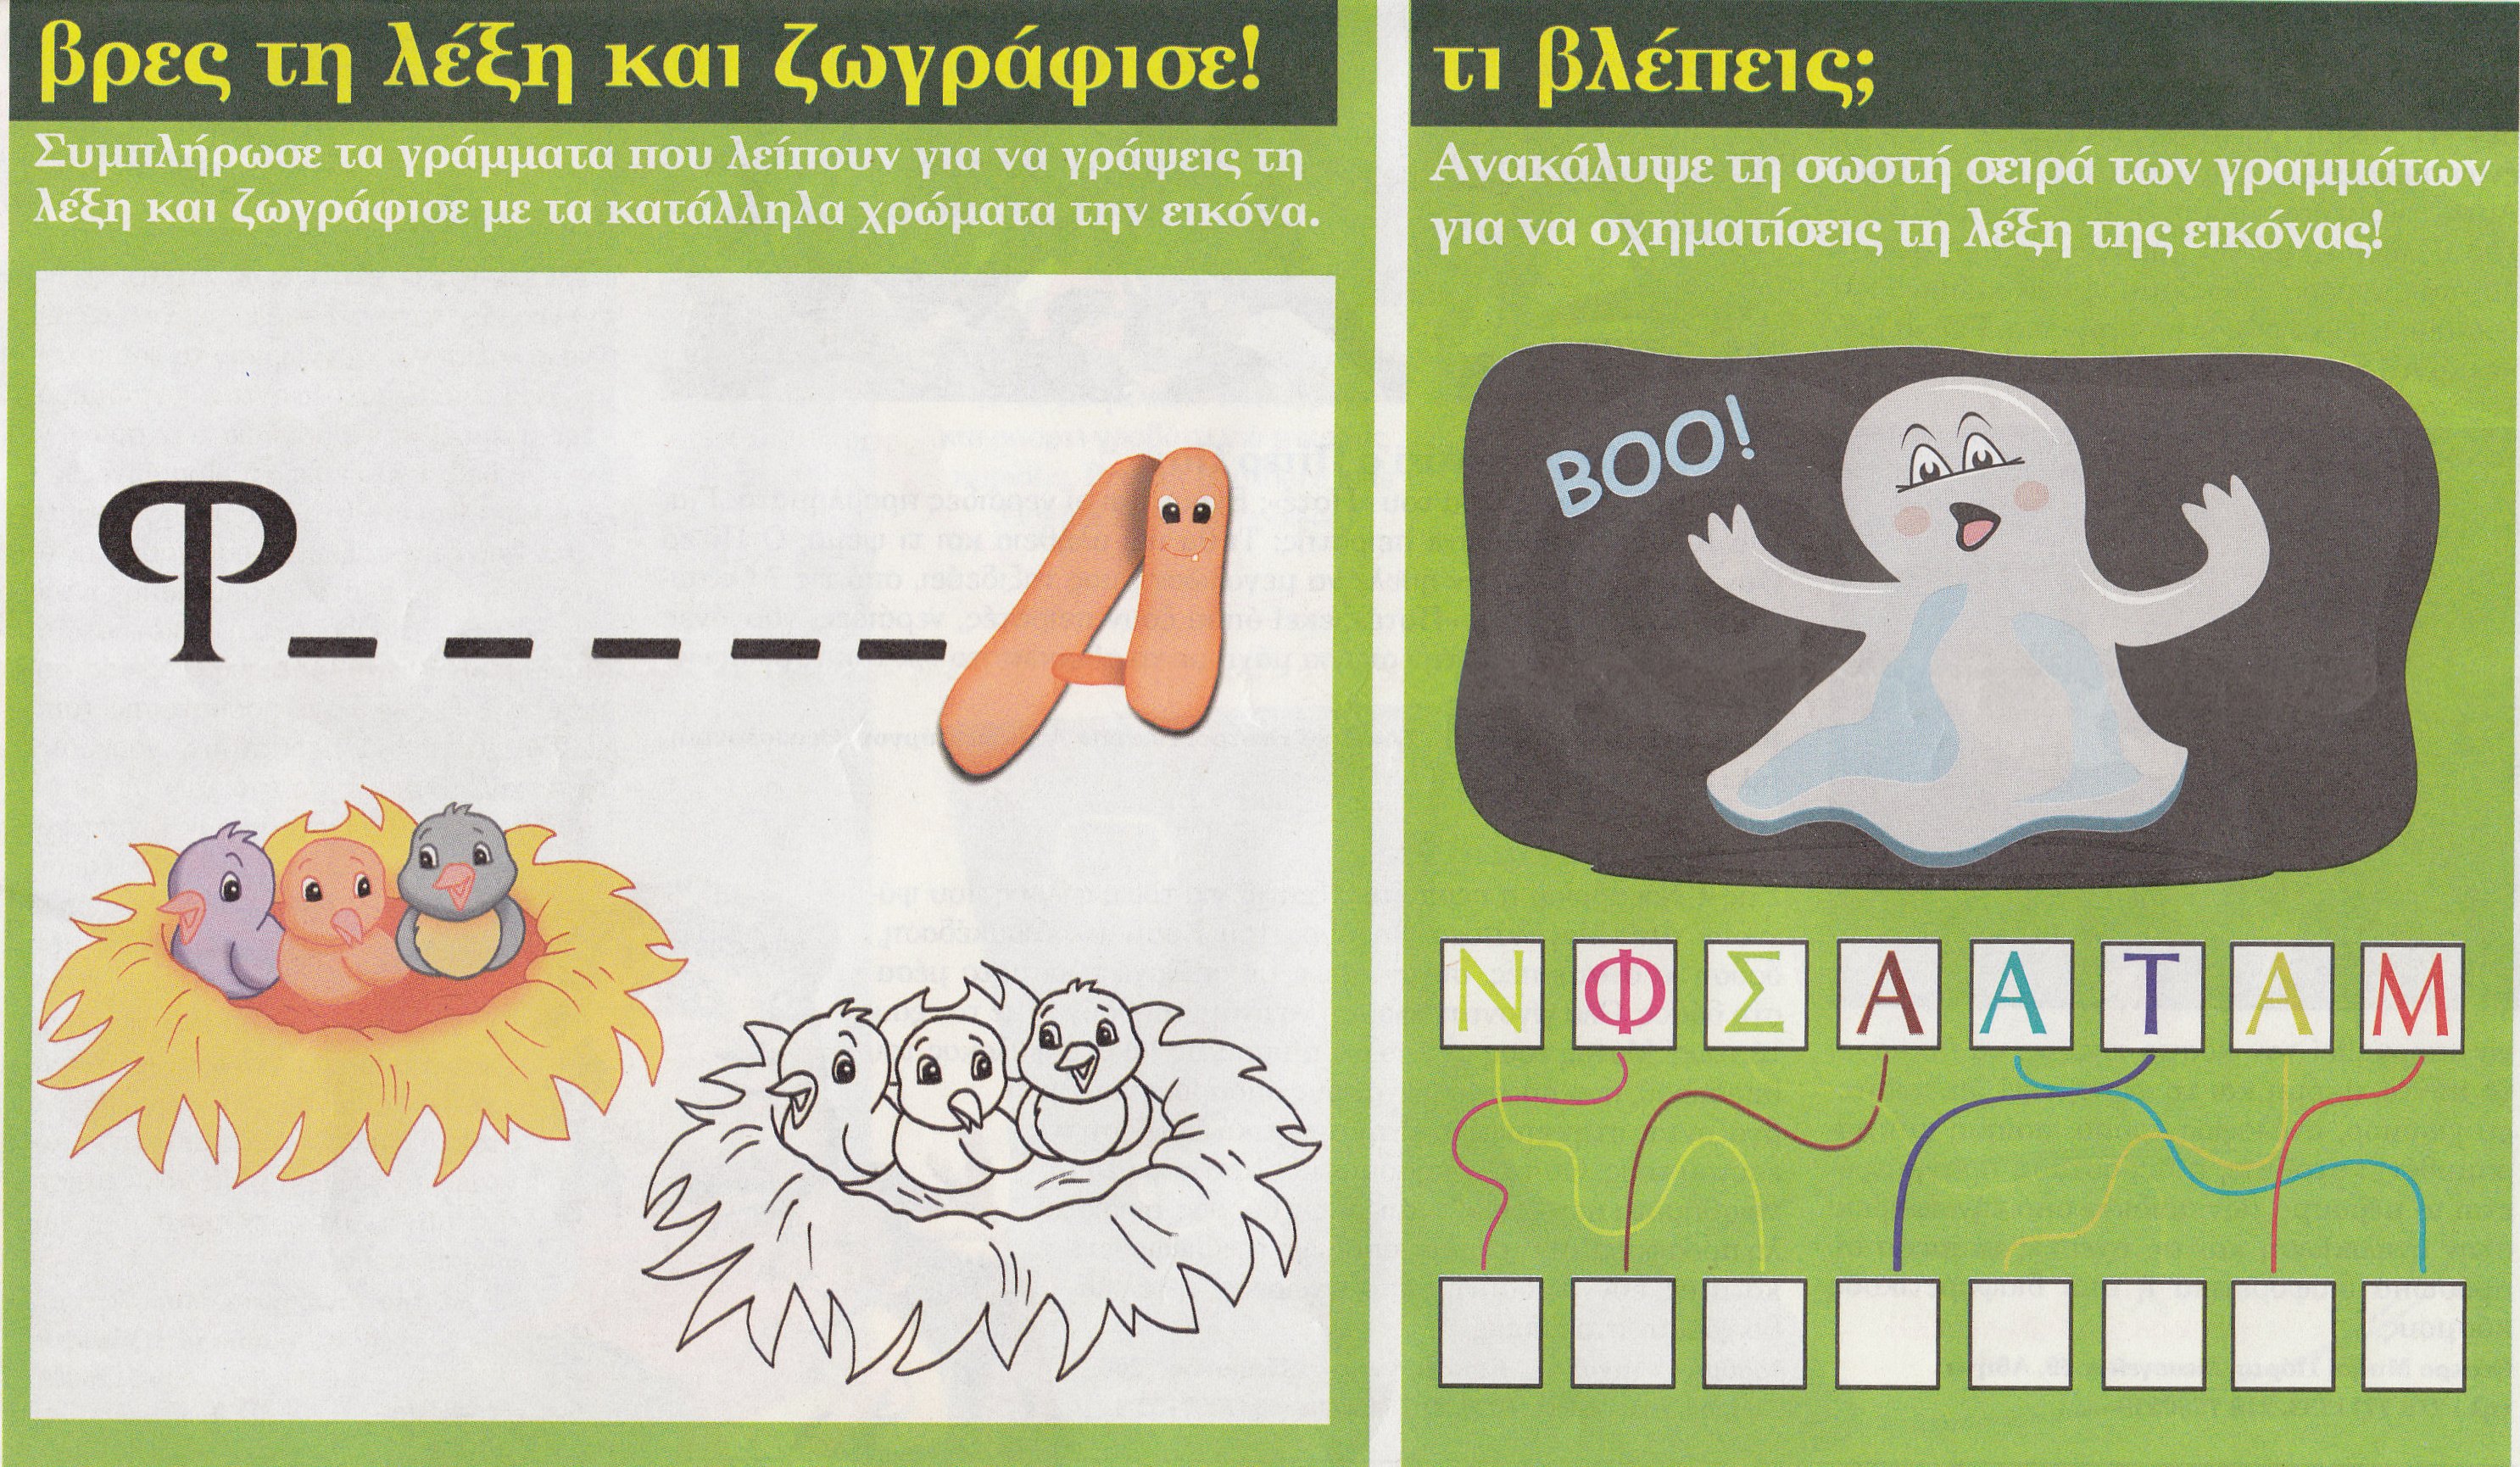 βρες τη λέξη και ζωγράφισε!
Συμπλήρωσε τα γράμματα που λείπουν για να γράψεις τη
λέξη και ζωγράφισε με τα κατάλληλα χρώματα την εικόνα.
Φ_ _ _ _ _Α
τι βλέπεις;
Ανακάλυψε τη σωστή σειρά των γραμμάτων
για να σχηματίσεις τη λέξη της εικόνας!
BOO!
Ν Φ Σ Α Α Τ Α Μ